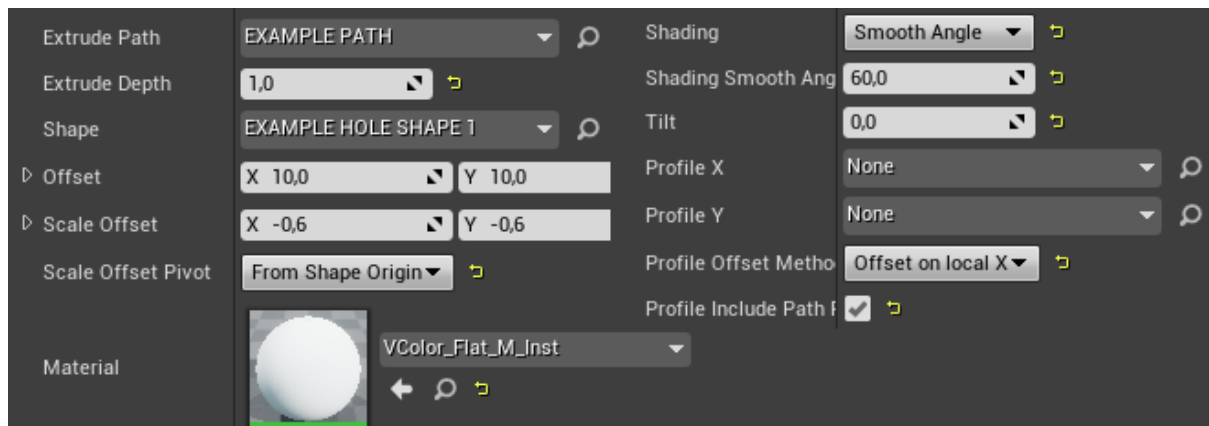 Extrude Path EXAMPLE PATH
Extrude Depth 1,0
Shape EXAMPLE HOLE SHAPE 1
Offset X 10,0 Y 10,0
Scale Offset X -0,6 Y -0,6
Scale Offset Pivot From Shape Origin
Material VColor_Flat_M_Inst
Shading Smooth Angle
Shading Smooth Ang 60,0
Tilt 0,0
Profile X None
Profile Y None
Profile Offset Metho Offset on local X
Profile Include Path